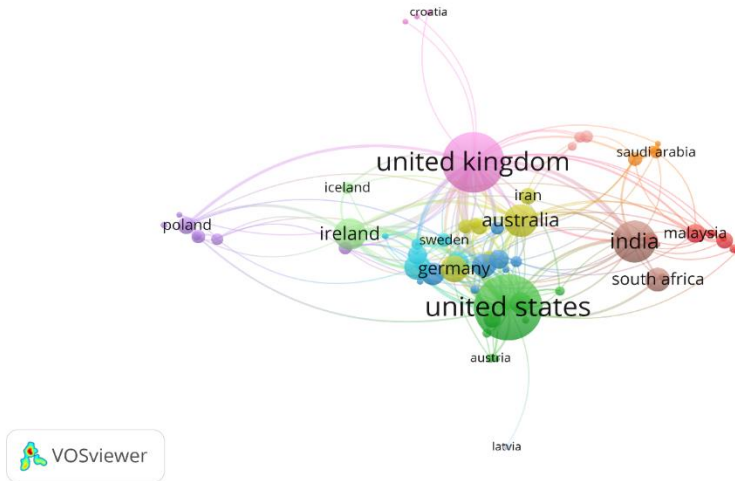 croatia
united kingdom
saudi arabia
iceland
iran
poland
ireland
australia
sweden
india
malaysia
germany
south africa
united states
austria
latvia
VOSviewer